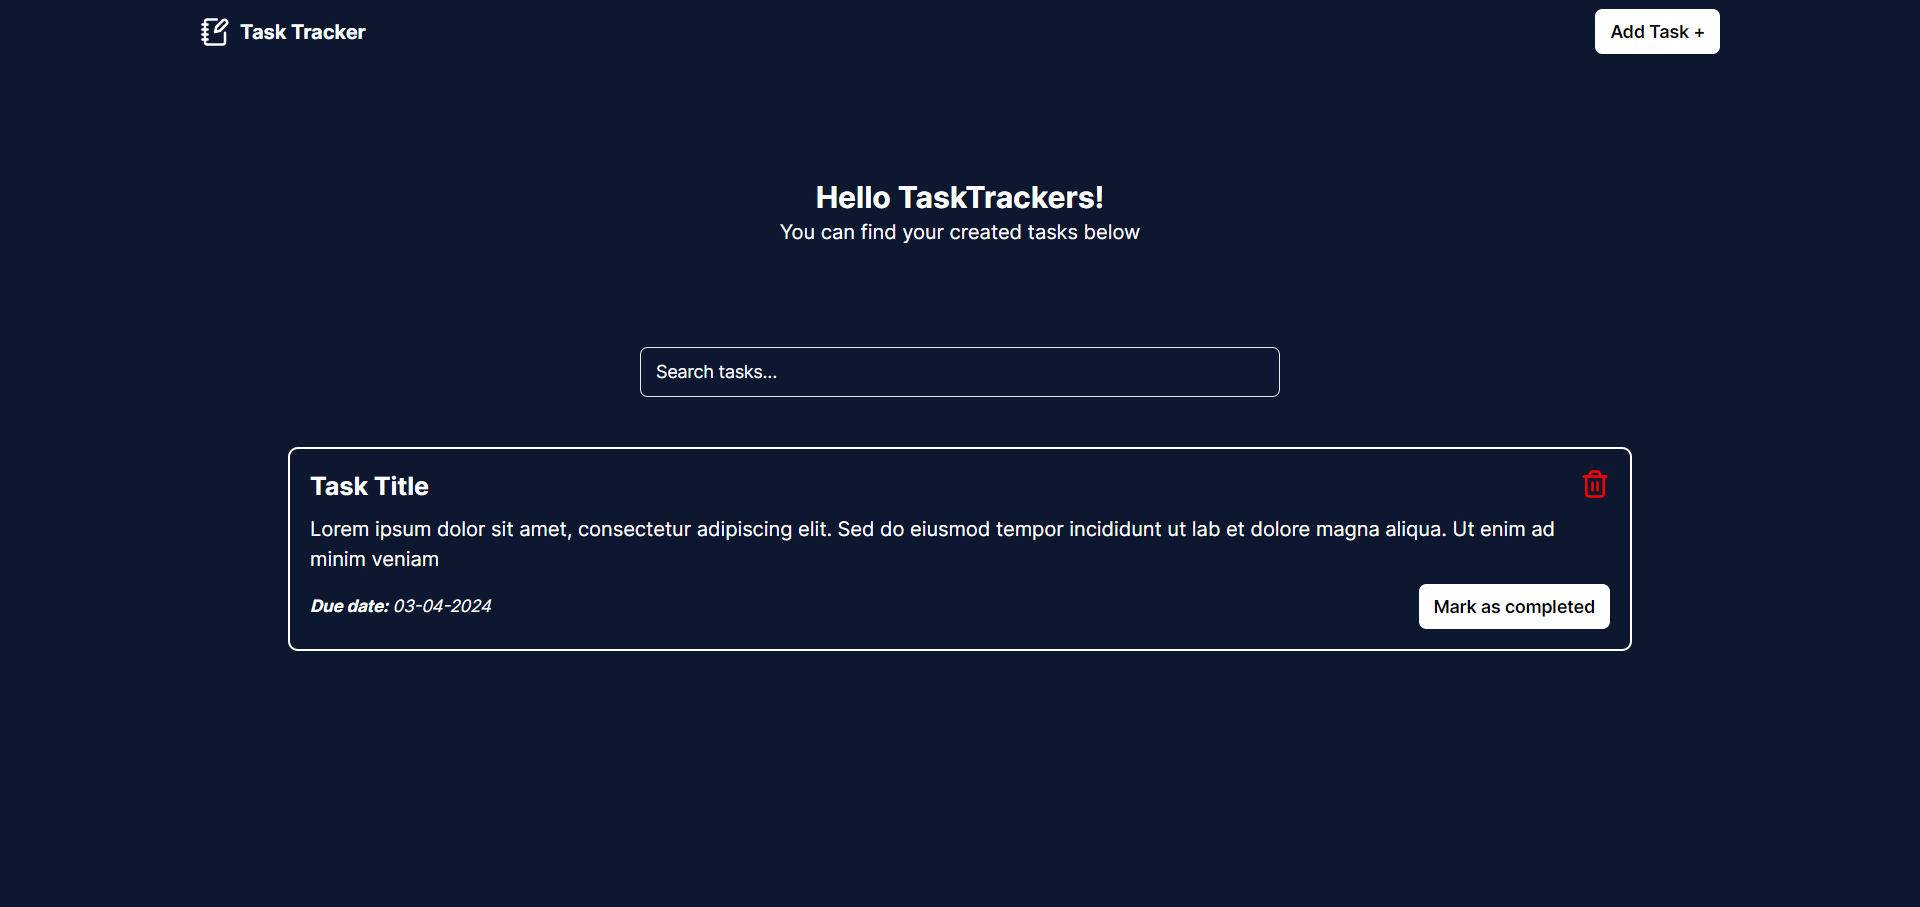 Task Tracker
Add Task +
Hello TaskTrackers!
You can find your created tasks below
Search tasks...
Task Title
Lorem ipsum dolor sit amet, consectetur adipiscing elit. Sed do eiusmod tempor incididunt ut lab et dolore magna aliqua. Ut enim ad
minim veniam
Due date: 03-04-2024
Mark as completed